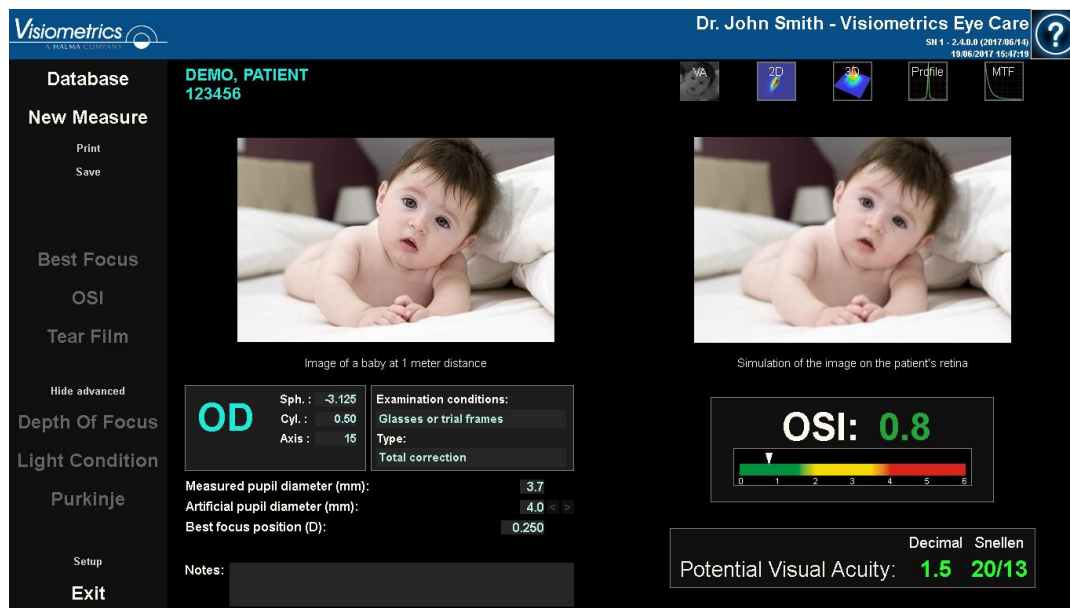 Visiometrics
A HALMA COMPANY
Dr. John Smith - Visiometrics Eye Care
SN 1 - 2.4.0.0 (2017/06/14)
19/06/2017 15:47:19
?
Database
New Measure
Print
Save
Best Focus
OSI
Tear Film
Hide advanced
Depth Of Focus
Light Condition
Purkinje
Setup
Exit
DEMO, PATIENT
123456
VA 2D 3D Profile MTF
Image of a baby at 1 meter distance
Simulation of the image on the patient's retina
OD
Sph. : -3.125
Cyl. : 0.50
Axis : 15
Examination conditions:
Glasses or trial frames
Type:
Total correction
Measured pupil diameter (mm): 3.7
Artificial pupil diameter (mm): 4.0 < >
Best focus position (D): 0.250
Notes:
OSI: 0.8
0 1 2 3 4 5 6
Decimal Snellen
Potential Visual Acuity: 1.5 20/13